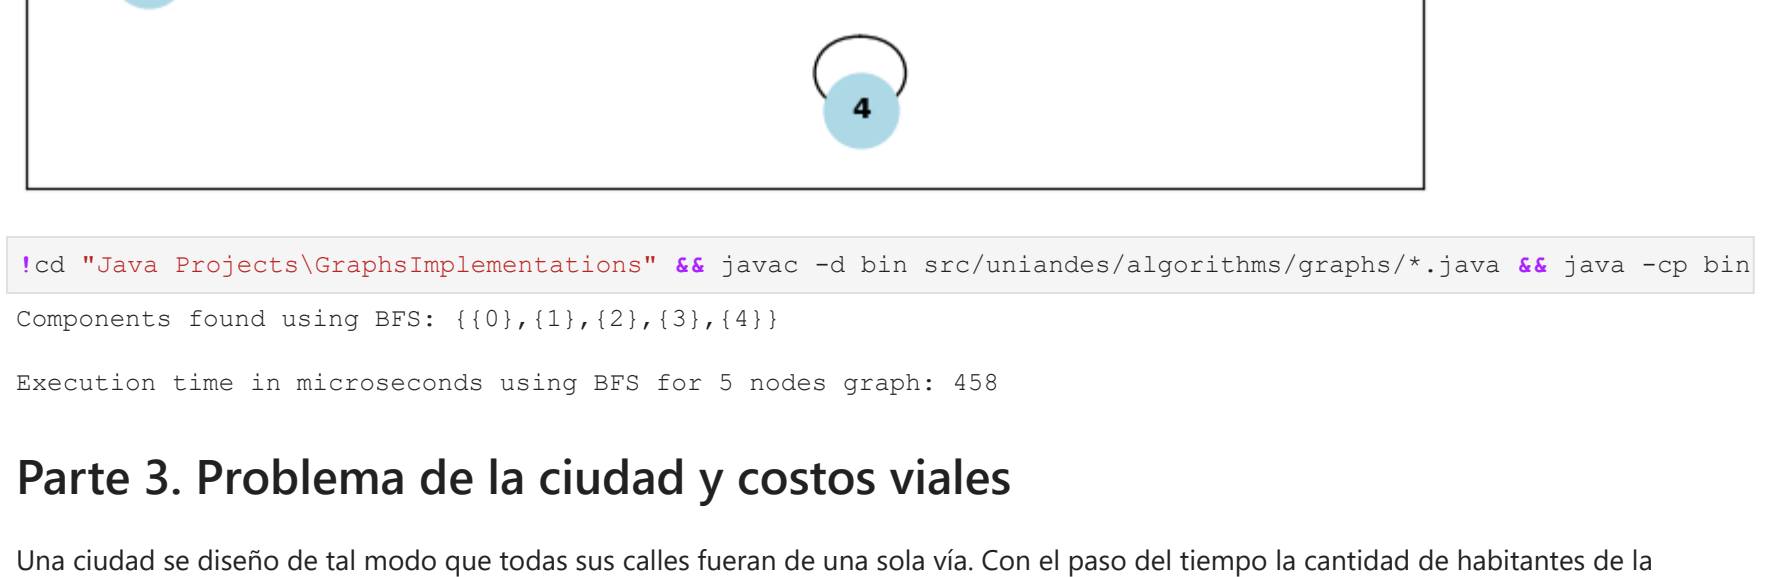 4
!cd "Java Projects\GraphsImplementations" && javac -d bin src/uniandes/algorithms/graphs/*.java && java -cp bin
Components found using BFS: {{0},{1},{2},{3},{4}}
Execution time in microseconds using BFS for 5 nodes graph: 458
Parte 3. Problema de la ciudad y costos viales
Una ciudad se diseño de tal modo que todas sus calles fueran de una sola vía. Con el paso del tiempo la cantidad de habitantes de la